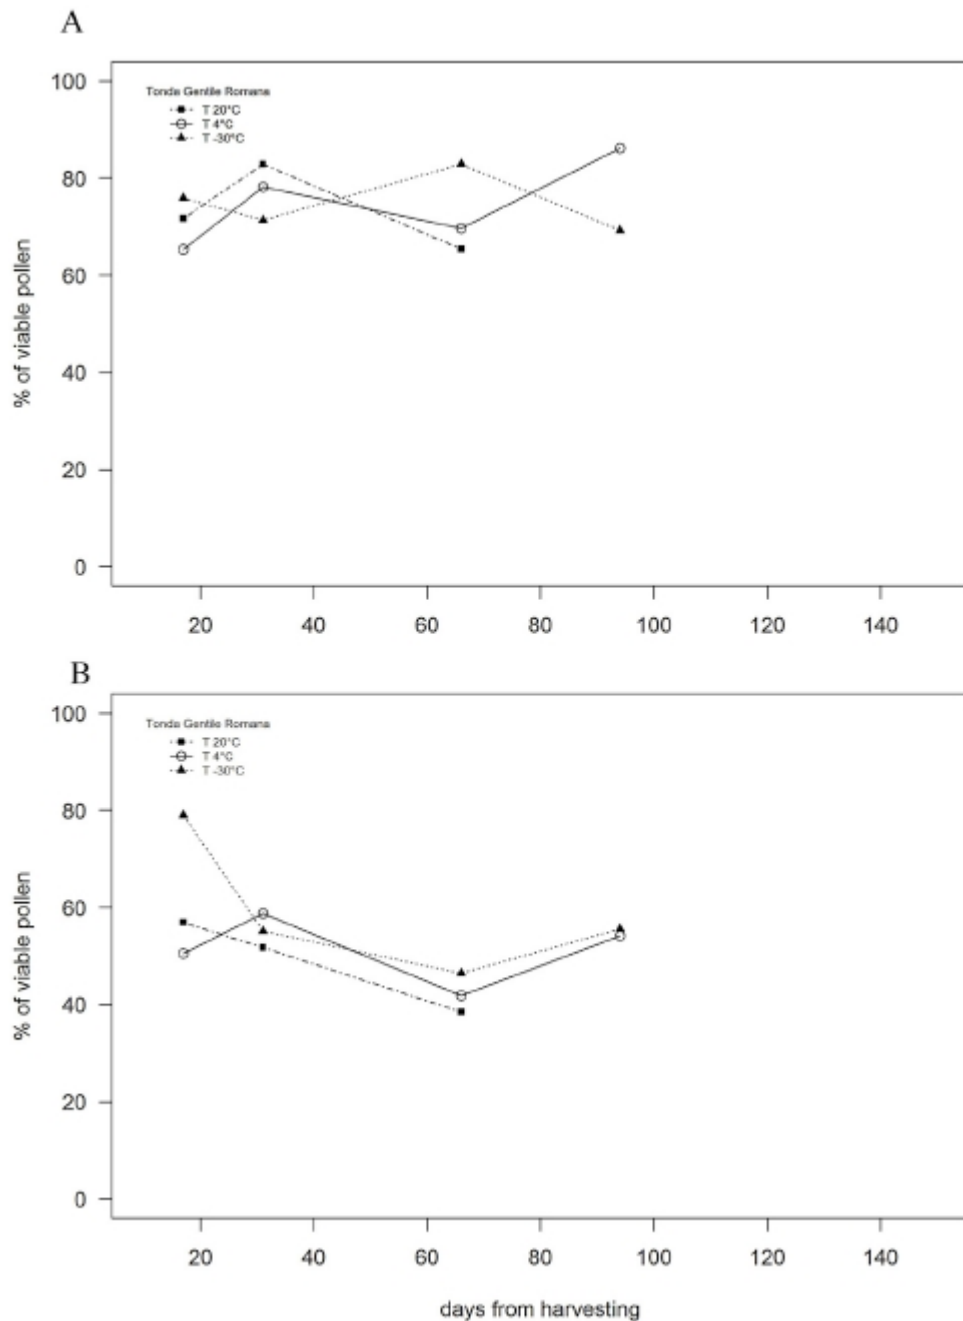 A
100
80
60
40
20
0
% of viable pollen
Tonda Gentile Romana
T 20°C
T 4°C
T -30°C
20 40 60 80 100 120 140
B
100
80
60
40
20
0
% of viable pollen
Tonda Gentile Romana
T 20°C
T 4°C
T -30°C
20 40 60 80 100 120 140
days from harvesting